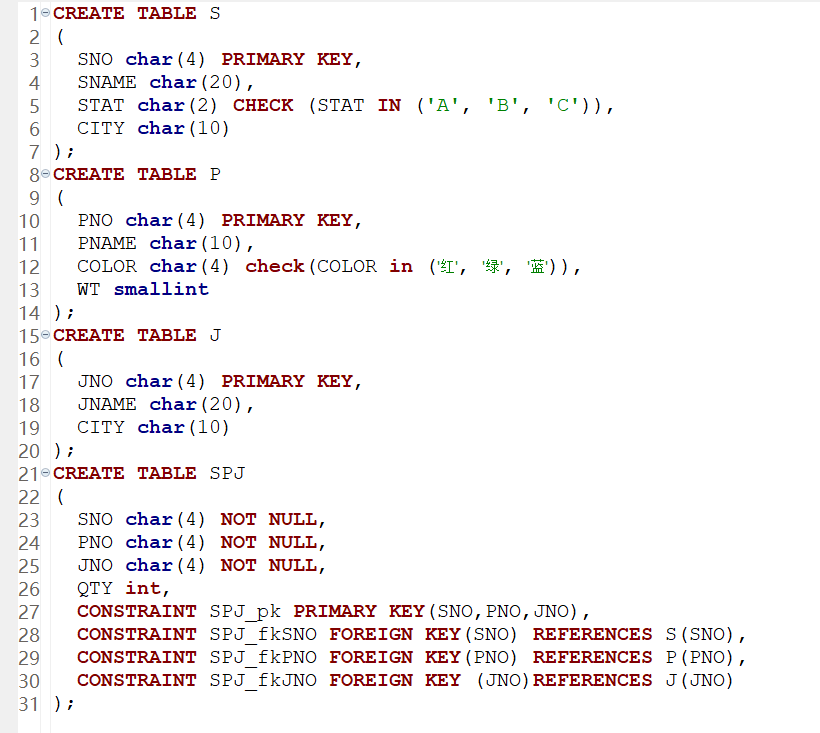 1 CREATE TABLE S
2 (
3 SNO char(4) PRIMARY KEY,
4 SNAME char(20),
5 STAT char(2) CHECK (STAT IN ('A', 'B', 'C')),
6 CITY char(10)
7 );
8 CREATE TABLE P
9 (
10 PNO char(4) PRIMARY KEY,
11 PNAME char(10),
12 COLOR char(4) check(COLOR in ('红', '绿', '蓝')),
13 WT smallint
14 );
15 CREATE TABLE J
16 (
17 JNO char(4) PRIMARY KEY,
18 JNAME char(20),
19 CITY char(10)
20 );
21 CREATE TABLE SPJ
22 (
23 SNO char(4) NOT NULL,
24 PNO char(4) NOT NULL,
25 JNO char(4) NOT NULL,
26 QTY int,
27 CONSTRAINT SPJ_pk PRIMARY KEY(SNO,PNO,JNO),
28 CONSTRAINT SPJ_fkSNO FOREIGN KEY(SNO) REFERENCES S(SNO),
29 CONSTRAINT SPJ_fkPNO FOREIGN KEY(PNO) REFERENCES P(PNO),
30 CONSTRAINT SPJ_fkJNO FOREIGN KEY (JNO)REFERENCES J(JNO)
31 );